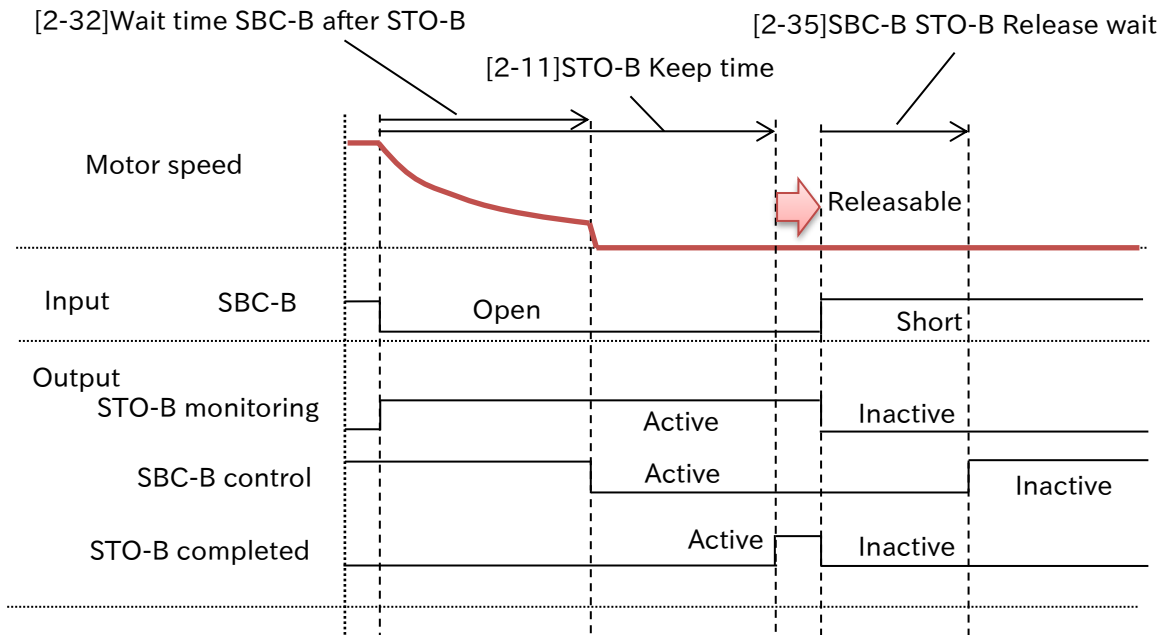 [2-32]Wait time SBC-B after STO-B
[2-35]SBC-B STO-B Release wait
[2-11]STO-B Keep time
Motor speed
Releasable
Input
SBC-B
Open
Short
Output
STO-B monitoring
Active
Inactive
SBC-B control
Active
Inactive
STO-B completed
Active
Inactive